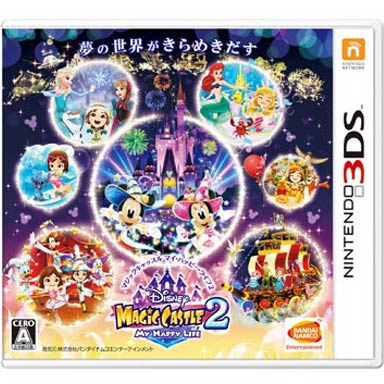 夢の世界がきらめきだす
NINTENDO
NETWORK
NINTENDO 3DS
マジックキャッスル マイ・ハッピー・ライフ2
DISNEY
MAGIC CASTLE 2
MY HAPPY LIFE
CERO
A
BANDAI
NAMCO
Entertainment
発売元/株式会社バンダイナムコエンターテインメント